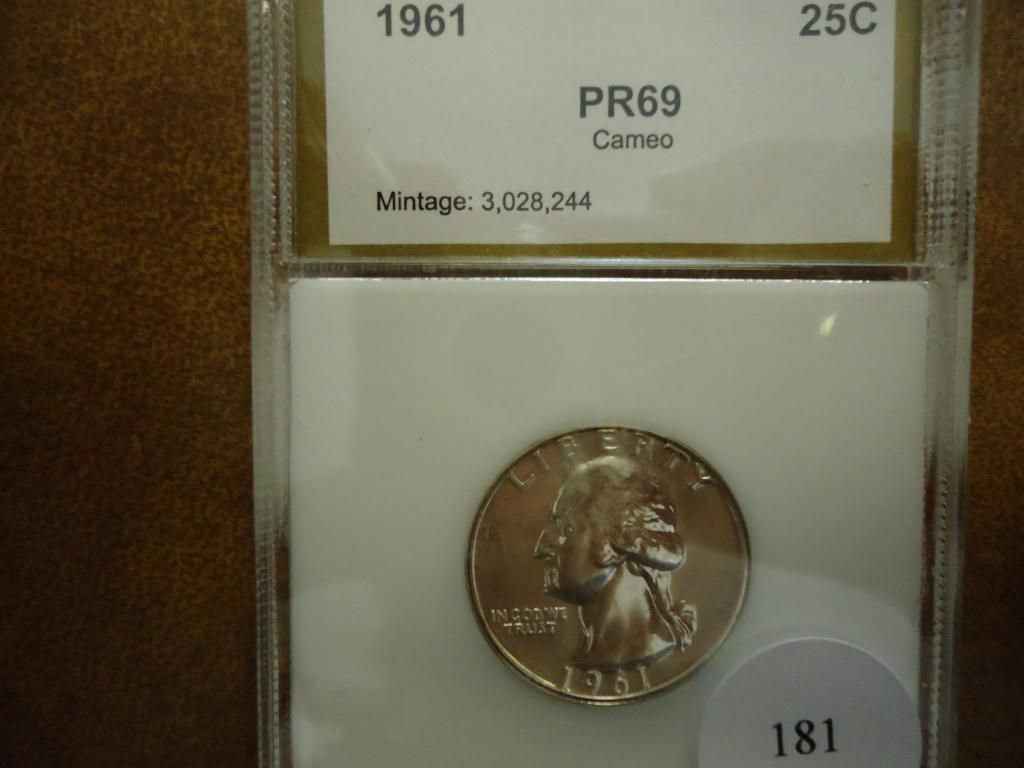 1961 25C
PR69
Cameo
Mintage: 3,028,244
LIBERTY
IN GOD WE
TRUST
1961
181